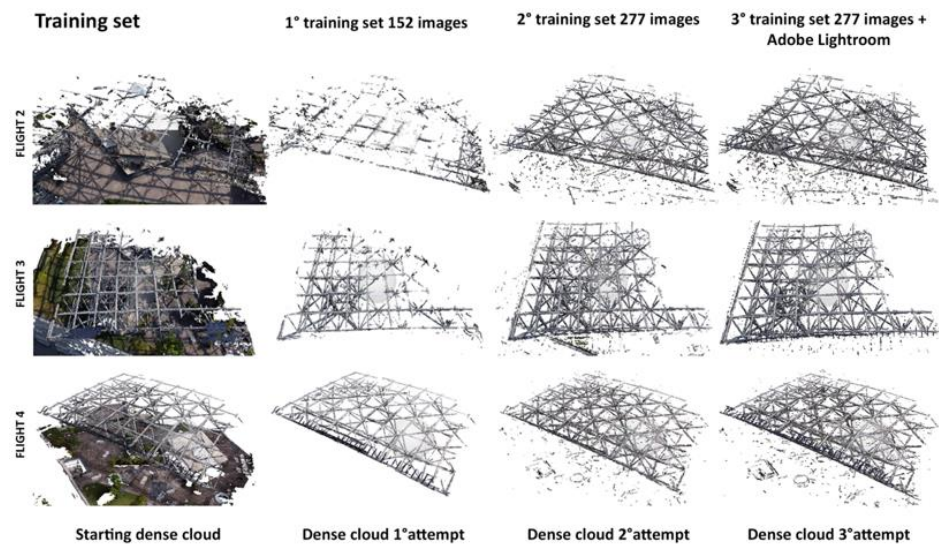 Training set
1° training set 152 images
2° training set 277 images
3° training set 277 images +
Adobe Lightroom
FLIGHT 2
FLIGHT 3
FLIGHT 4
Starting dense cloud
Dense cloud 1°attempt
Dense cloud 2°attempt
Dense cloud 3°attempt